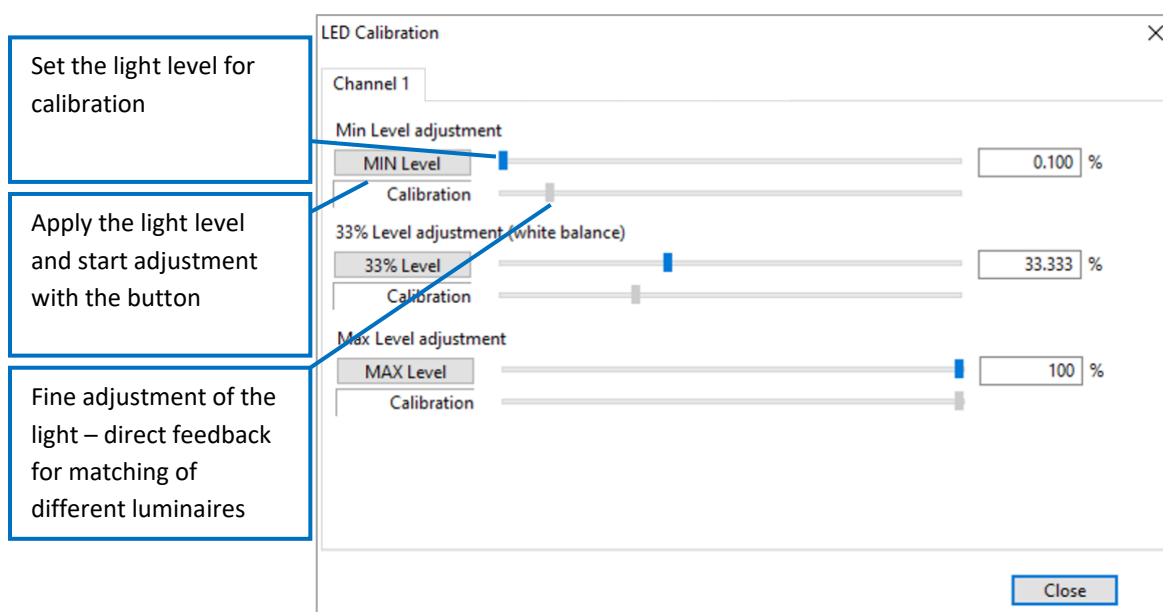 Set the light level for
calibration
Apply the light level
and start adjustment
with the button
Fine adjustment of the
light – direct feedback
for matching of
different luminaires
LED Calibration
Channel 1
Min Level adjustment
MIN Level
0.100 %
Calibration
33% Level adjustment (white balance)
33% Level
33.333 %
Calibration
Max Level adjustment
MAX Level
100 %
Calibration
Close